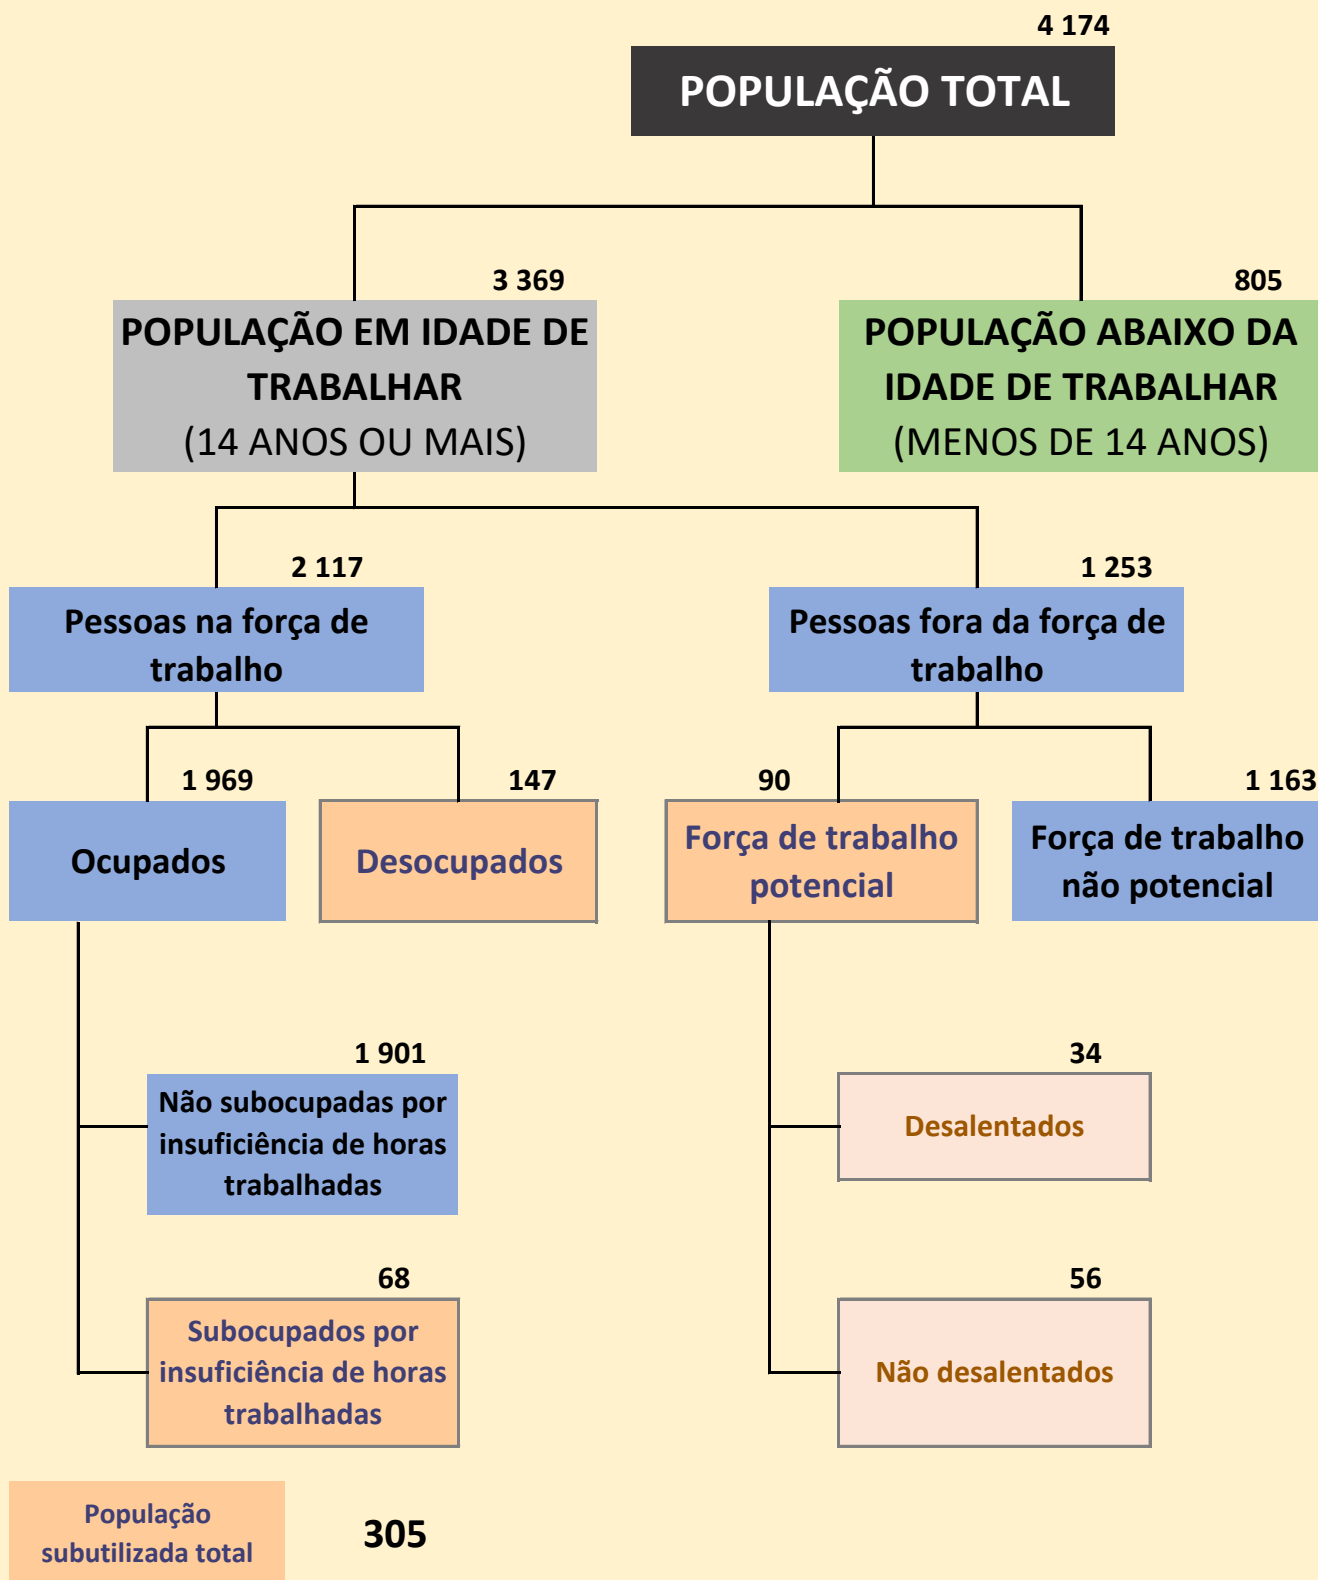 4 174
POPULAÇÃO TOTAL
3 369
POPULAÇÃO EM IDADE DE
TRABALHAR
(14 ANOS OU MAIS)
805
POPULAÇÃO ABAIXO DA
IDADE DE TRABALHAR
(MENOS DE 14 ANOS)
2 117
Pessoas na força de
trabalho
1 253
Pessoas fora da força de
trabalho
1 969
Ocupados
147
Desocupados
90
Força de trabalho
potencial
1 163
Força de trabalho
não potencial
1 901
Não subocupadas por
insuficiência de horas
trabalhadas
34
Desalentados
68
Subocupados por
insuficiência de horas
trabalhadas
56
Não desalentados
População
subutilizada total
305